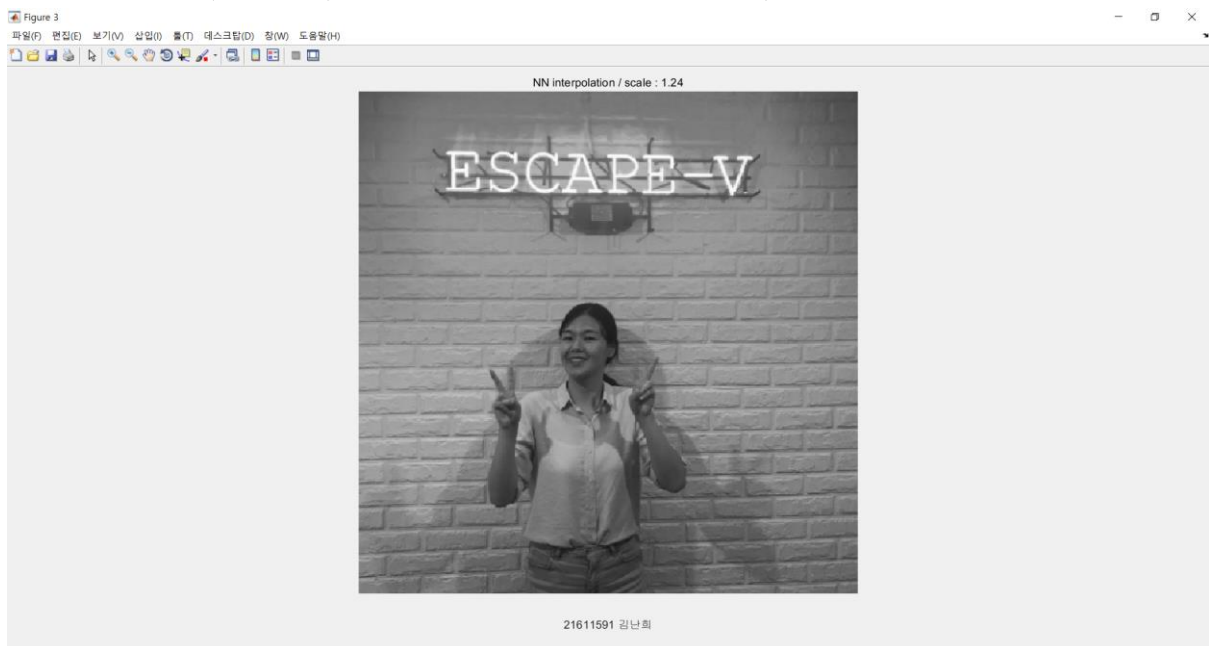 Figure 3
파일(F) 편집(E) 보기(V) 삽입(I) 툴(T) 데스크탑(D) 창(W) 도움말(H)
NN interpolation / scale : 1.24
ESCAPE-V
21611591 김난희